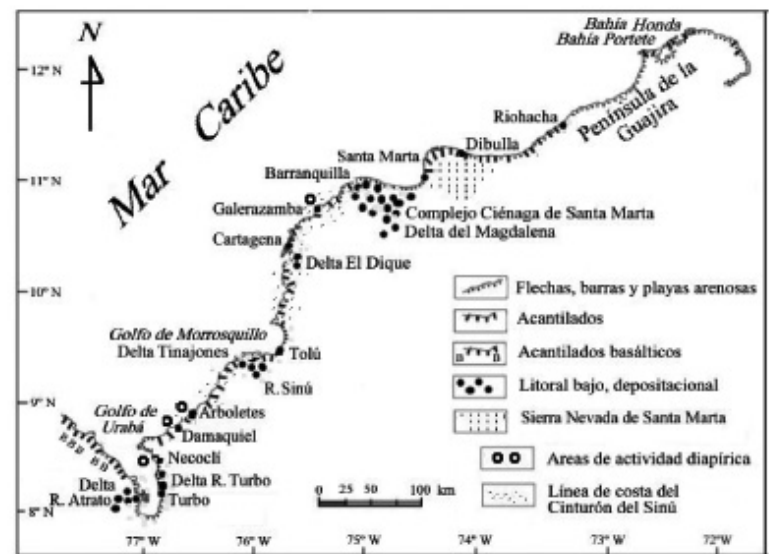 N
Mar Caribe
Bahía Honda
Bahía Portete
Península de la
Guajira
12° N
Riohacha
Dibulla
Santa Marta
Barranquilla
11° N
Galerazamba
Complejo Ciénaga de Santa Marta
Delta del Magdalena
Cartagena
Delta El Dique
10° N
Golfo de Morrosquillo
Delta Tinajones
Tolú
R. Sinú
9° N
Golfo de
Urabá
Arboletes
Damaquiel
Necoclí
Delta R. Turbo
Turbo
Delta
R. Atrato
8° N
B B B B B
Flechas, barras y playas arenosas
Acantilados
B B
Acantilados basálticos
Litoral bajo, depositacional
Sierra Nevada de Santa Marta
Areas de actividad diapírica
Línea de costa del
Cinturón del Sinú
0 25 50 100 km
77° W
76° W
75° W
74° W
73° W
72° W